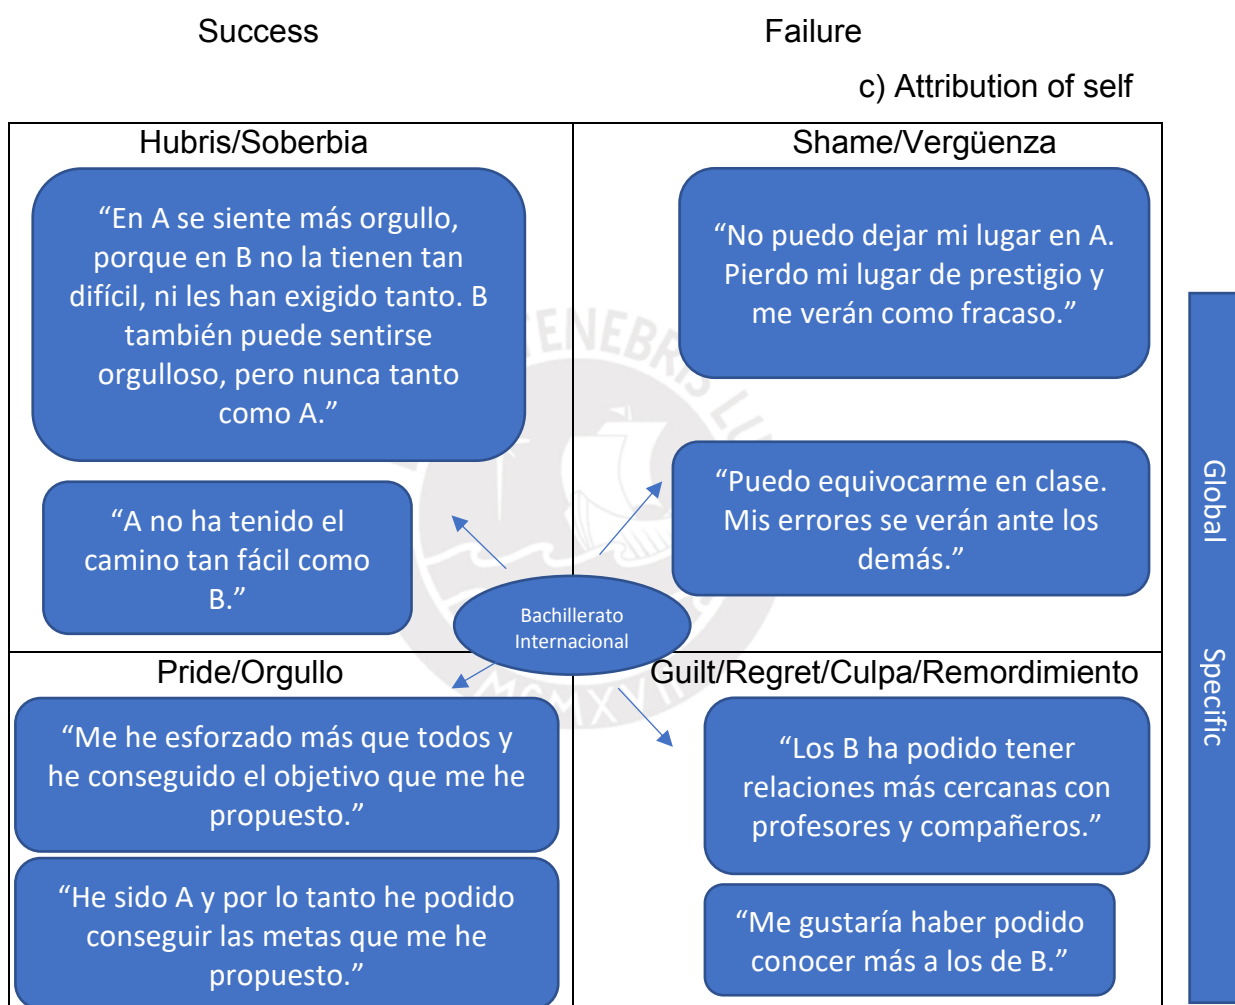 Success
Failure
c) Attribution of self
Hubris/Soberbia
“En A se siente más orgullo,
porque en B no la tienen tan
difícil, ni les han exigido tanto. B
también puede sentirse
orgulloso, pero nunca tanto
como A.”
“A no ha tenido el
camino tan fácil como
B.”
Shame/Vergüenza
“No puedo dejar mi lugar en A.
Pierdo mi lugar de prestigio y
me verán como fracaso.”
“Puedo equivocarme en clase.
Mis errores se verán ante los
demás.”
Bachillerato
Internacional
Pride/Orgullo
“Me he esforzado más que todos y
he conseguido el objetivo que me he
propuesto.”
“He sido A y por lo tanto he podido
conseguir las metas que me he
propuesto.”
Guilt/Regret/Culpa/Remordimiento
“Los B ha podido tener
relaciones más cercanas con
profesores y compañeros.”
“Me gustaría haber podido
conocer más a los de B.”
Global
Specific
TENEBRIS
MCMXVII